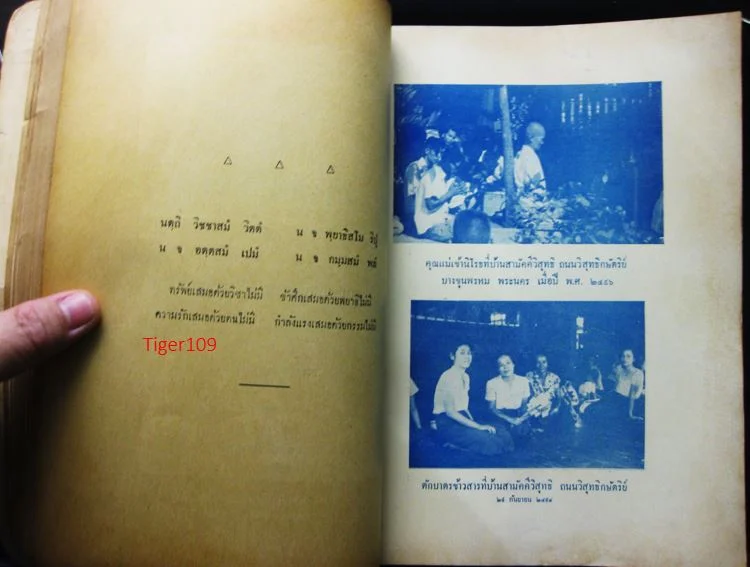 นตฺถิ วิชฺชาสมํ วิตฺตํ น จ พฺยาธิสโม ริปุ
น จ อตฺตสมํ เปมํ น จ กมฺมสมํ พลํ
ทรัพย์เสมอด้วยวิชาไม่มี ข้าศึกเสมอด้วยพยาธิไม่มี
ความรักเสมอด้วยตนไม่มี กำลังแรงเสมอด้วยกรรมไม่มี
Tiger109
คุณแม่เข้านิโรธที่บ้านสามัคคีวิสุทธิ ถนนวิสุทธิกษัตริย์
บางขุนพรหม พระนคร เมื่อปี พ.ศ. ๒๔๙๖
ตักบาตรข้าวสารที่บ้านสามัคคีวิสุทธิ ถนนวิสุทธิกษัตริย์
กันยายน